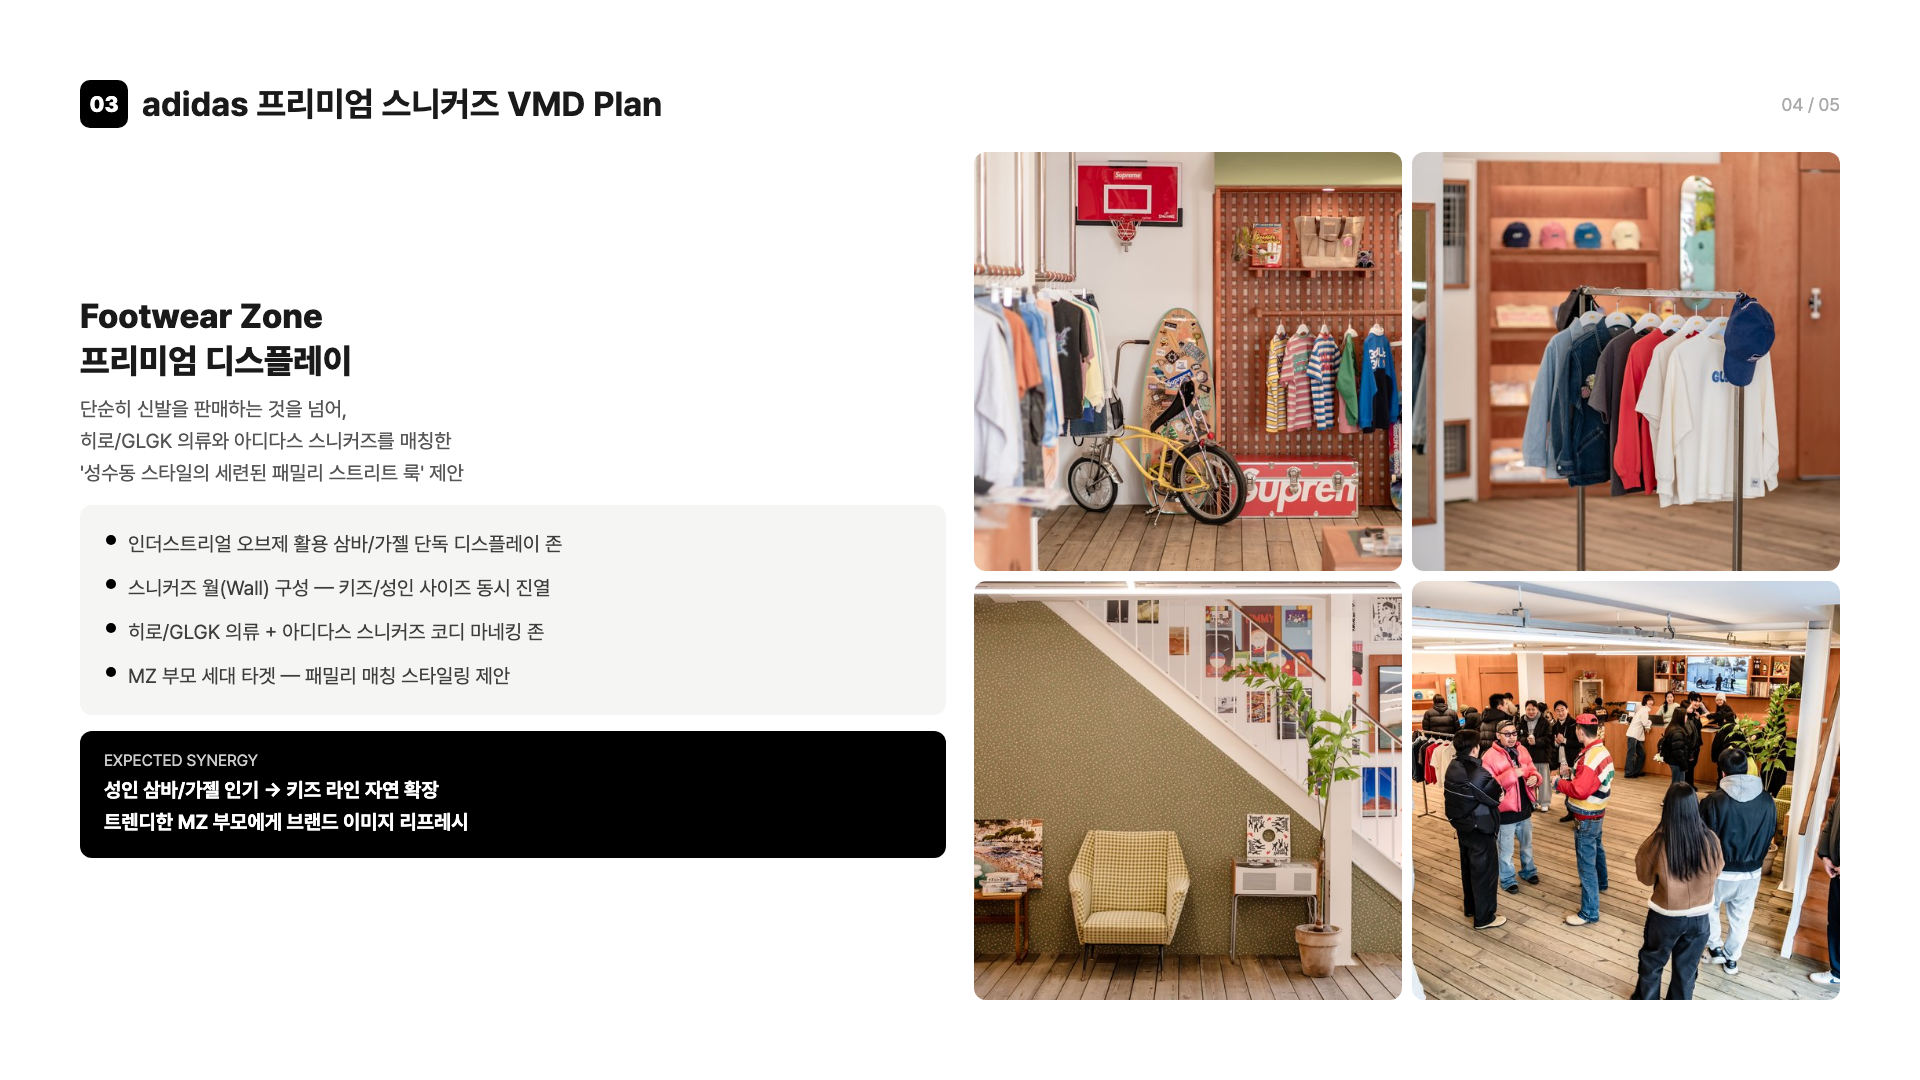 03 adidas 프리미엄 스니커즈 VMD Plan
04 / 05
Footwear Zone
프리미엄 디스플레이
단순히 신발을 판매하는 것을 넘어,
히로/GLGK 의류와 아디다스 스니커즈를 매칭한
'성수동 스타일의 세련된 패밀리 스트리트 룩' 제안
인더스트리얼 오브제 활용 삼바/가젤 단독 디스플레이 존
스니커즈 월(Wall) 구성 — 키즈/성인 사이즈 동시 진열
히로/GLGK 의류 + 아디다스 스니커즈 코디 마네킹 존
MZ 부모 세대 타겟 — 패밀리 매칭 스타일링 제안
EXPECTED SYNERGY
성인 삼바/가젤 인기 → 키즈 라인 자연 확장
트렌디한 MZ 부모에게 브랜드 이미지 리프레시
Supreme
Supren